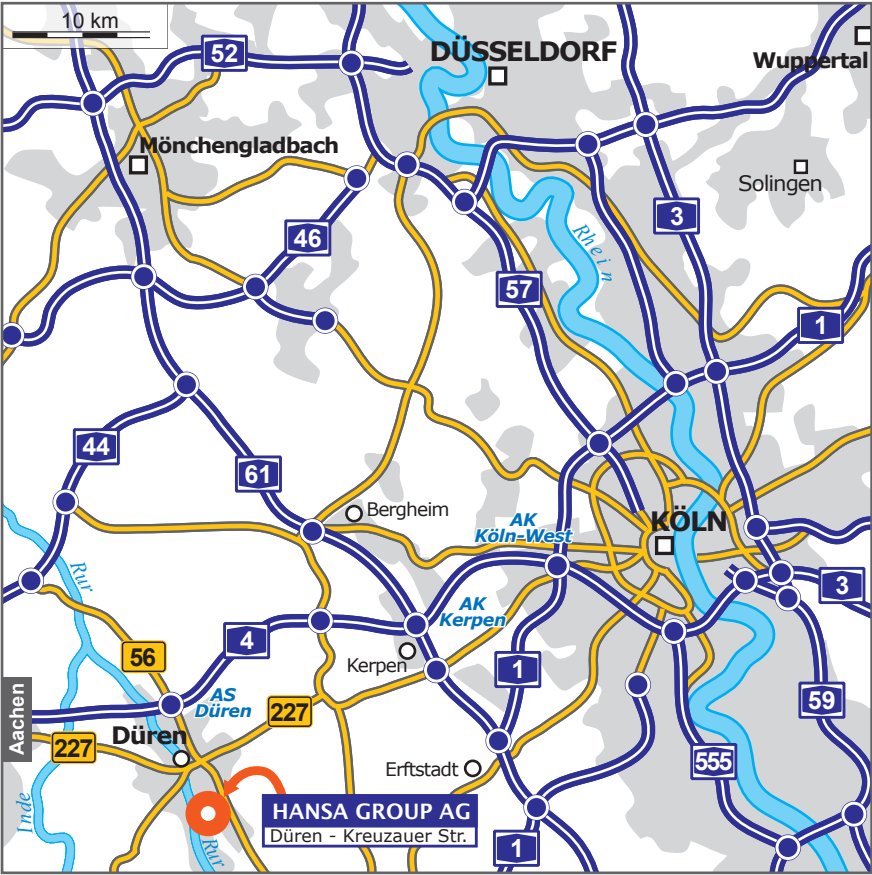 10 km
52
DÜSSELDORF
Wuppertal
Mönchengladbach
Solingen
3
46
Rhein
57
1
44
61
Bergheim
AK
Köln-West
KÖLN
Rur
AK
Kerpen
3
4
56
Kerpen
1
59
AS
Düren
227
Aachen
Düren
227
555
Erftstadt
Inde
HANSA GROUP AG
Düren - Kreuzauer Str.
Rur
1